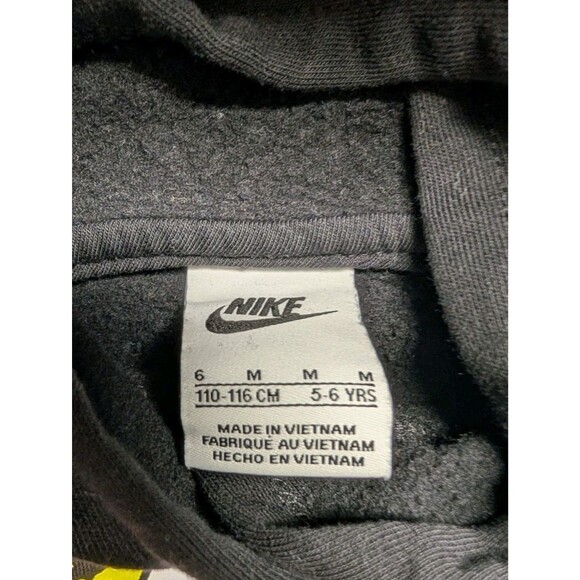 NIKE
6 M M M
110-116 CM 5-6 YRS
MADE IN VIETNAM
FABRIQUÉ AU VIETNAM
HECHO EN VIETNAM